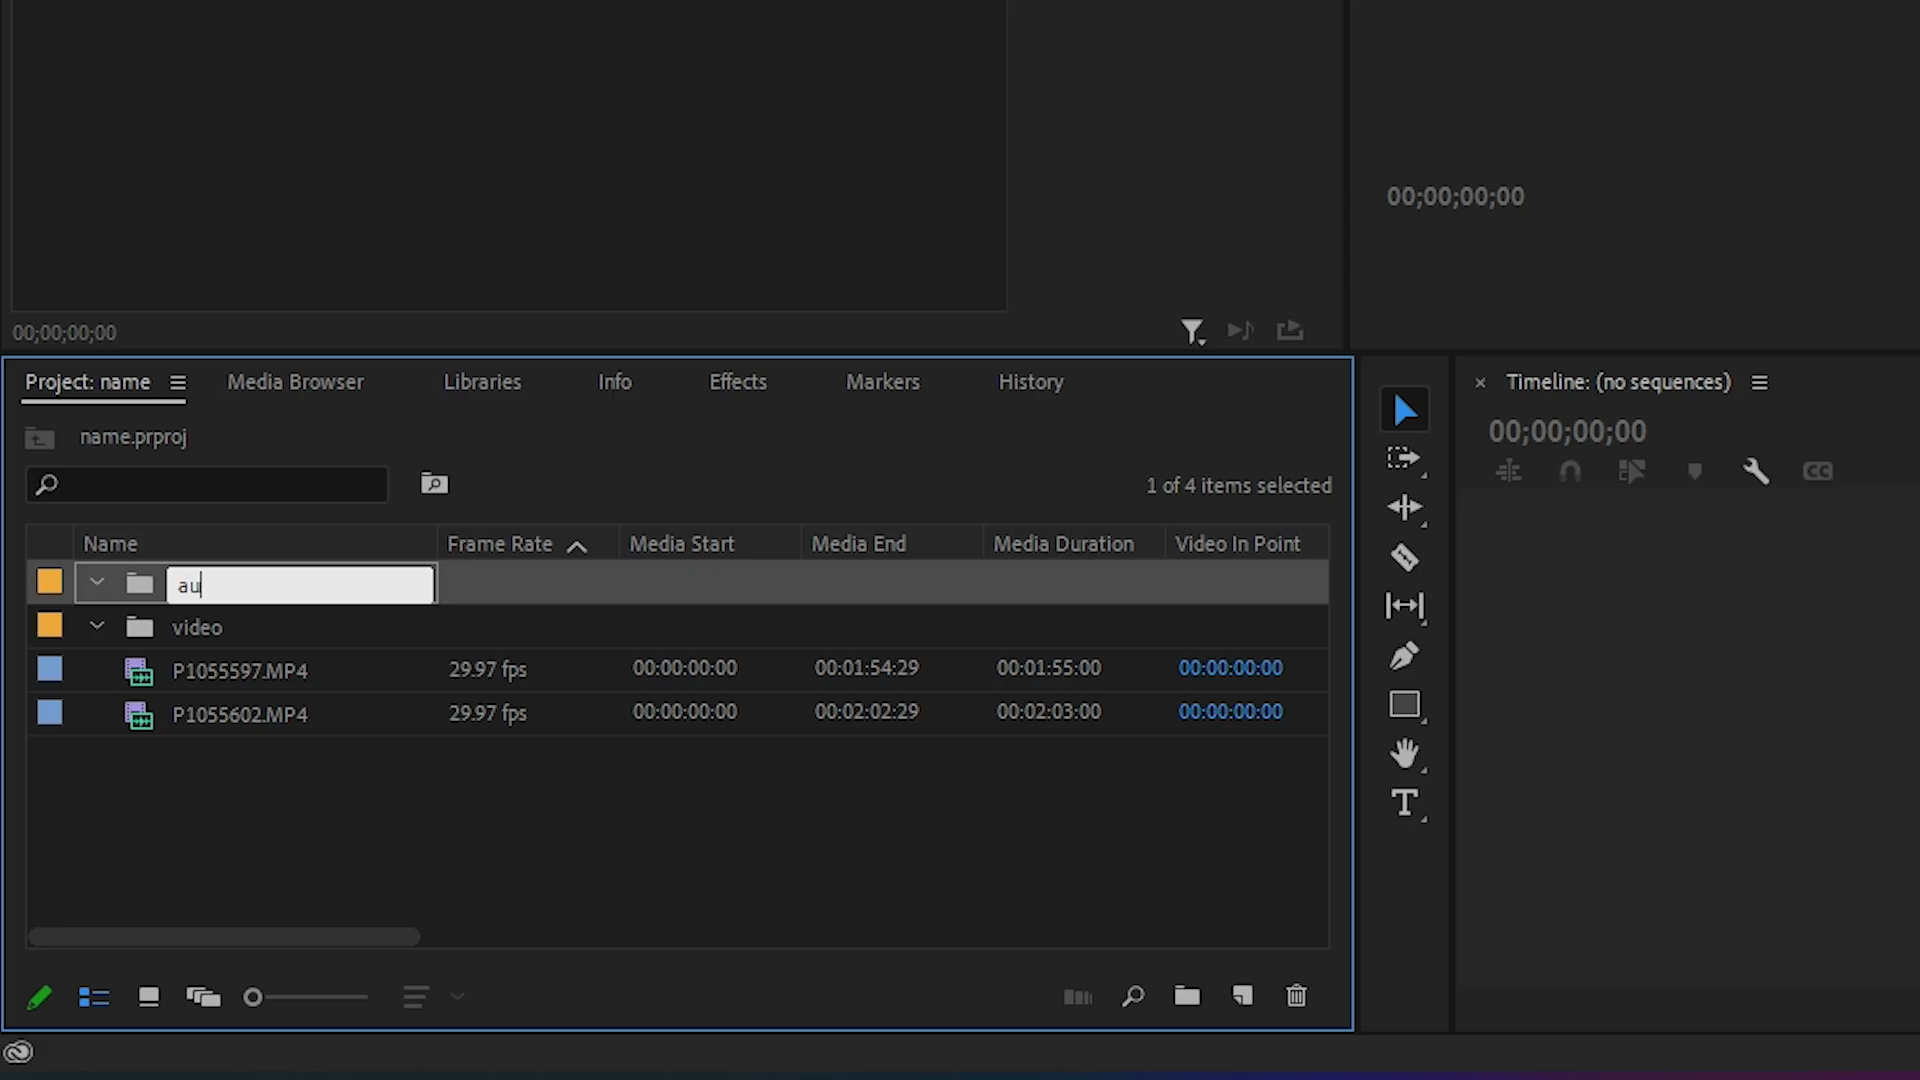 00;00;00;00
00;00;00;00
Project: name
Media Browser
Libraries
Info
Effects
Markers
History
Timeline: (no sequences)
name.prproj
00;00;00;00
1 of 4 items selected
CC
Name
Frame Rate
Media Start
Media End
Media Duration
Video In Point
au
video
P1055597.MP4
29.97 fps
00:00:00:00
00:01:54:29
00:01:55:00
00:00:00:00
P1055602.MP4
29.97 fps
00:00:00:00
00:02:02:29
00:02:03:00
00:00:00:00
T